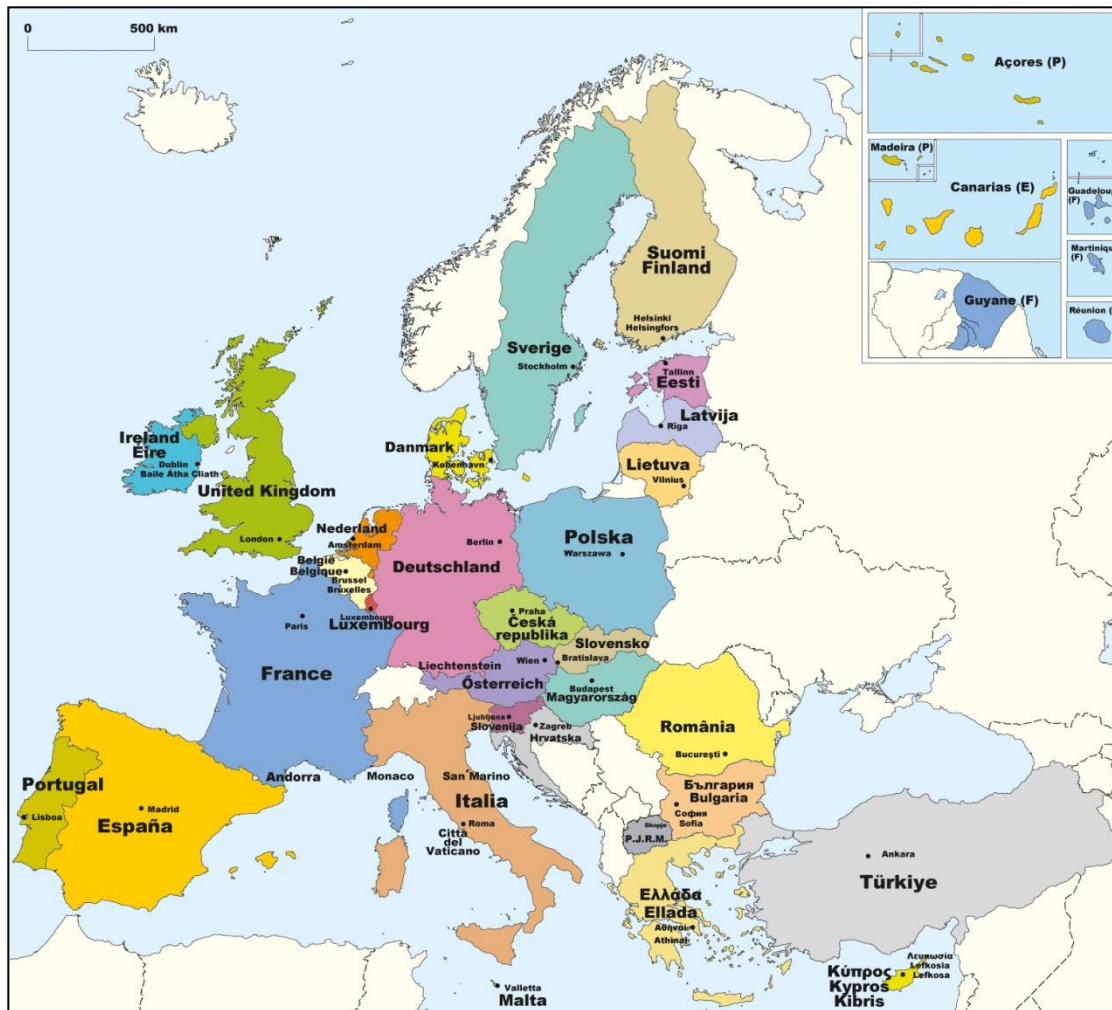 0 500 km
Açores (P)
Madeira (P)
Canarias (E)
(F)
(F)
Guyane (F)
Suomi
Finland
Helsinki
Helsingfors
Sverige
Stockholm
Tallinn
Eesti
Latvija
Rīga
Lietuva
Vilnius
Danmark
København
Ireland
Éire
Dublin
Baile Átha Cliath
United Kingdom
London
Nederland
Amsterdam
België
Belgique
Brussel
Bruxelles
Luxembourg
Luxembourg
Deutschland
Berlin
Polska
Warszawa
Praha
Česká
republika
Slovensko
Bratislava
Wien
Österreich
Liechtenstein
Budapest
Magyarország
Paris
France
Ljubljana
Slovenija
Zagreb
Hrvatska
România
București
България
Bulgaria
София
Sofia
Skopje
P.J.R.M.
Andorra
Monaco
San Marino
Italia
Roma
Città
del
Vaticano
Portugal
Lisboa
Madrid
España
Ελλάδα
Ellada
Athinai
Ankara
Türkiye
Λευκωσία
Lefkosia
Lefkosa
Κύπρος
Kypros
Kibris
Valletta
Malta